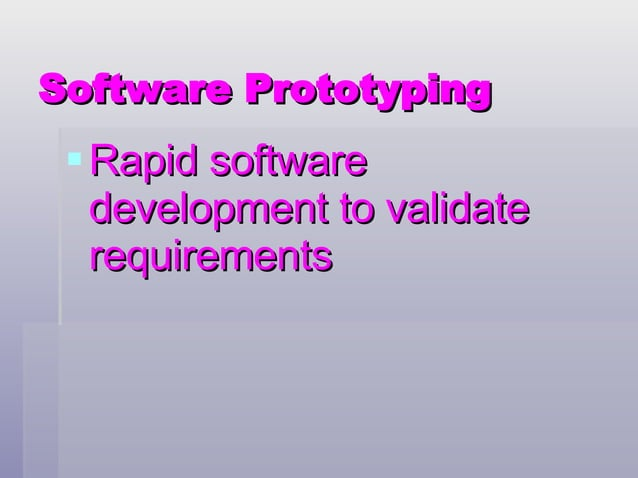 Software Prototyping
Rapid software
development to validate
requirements